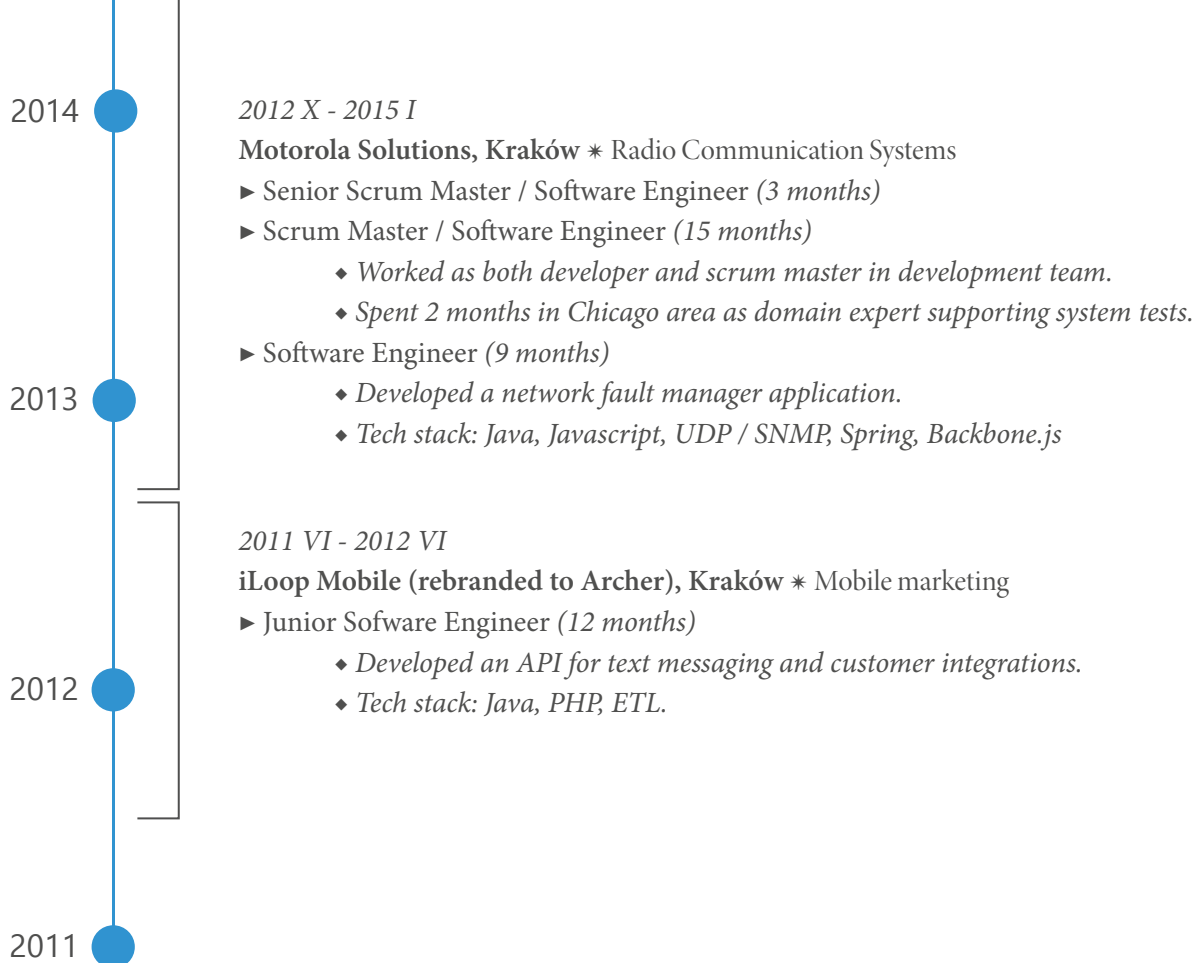 2014
2012 X - 2015 I
Motorola Solutions, Kraków ✴ Radio Communication Systems
► Senior Scrum Master / Software Engineer (3 months)
► Scrum Master / Software Engineer (15 months)
◆ Worked as both developer and scrum master in development team.
◆ Spent 2 months in Chicago area as domain expert supporting system tests.
► Software Engineer (9 months)
2013
◆ Developed a network fault manager application.
◆ Tech stack: Java, Javascript, UDP / SNMP, Spring, Backbone.js
2011 VI - 2012 VI
iLoop Mobile (rebranded to Archer), Kraków ✴ Mobile marketing
► Junior Sofware Engineer (12 months)
◆ Developed an API for text messaging and customer integrations.
2012
◆ Tech stack: Java, PHP, ETL.
2011